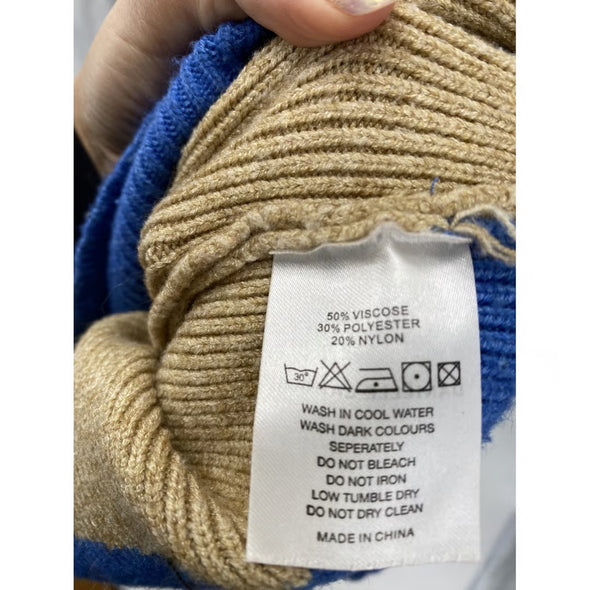 50% VISCOSE
30% POLYESTER
20% NYLON
30°
WASH IN COOL WATER
WASH DARK COLOURS
SEPERATELY
DO NOT BLEACH
DO NOT IRON
LOW TUMBLE DRY
DO NOT DRY CLEAN
MADE IN CHINA